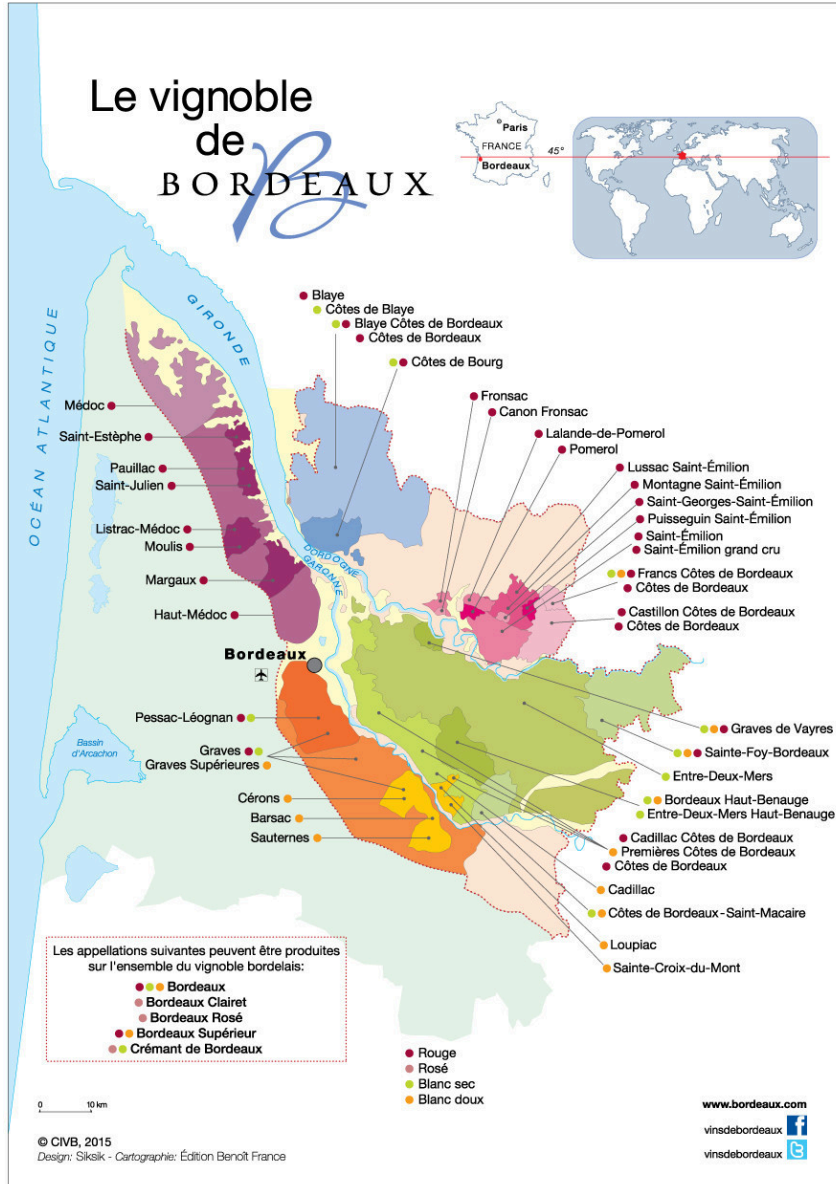 Le vignoble
de
BORDEAUX
B
Paris
FRANCE
Bordeaux
45°
OCÉAN ATLANTIQUE
GIRONDE
Blaye
Côtes de Blaye
Blaye Côtes de Bordeaux
Côtes de Bordeaux
Côtes de Bourg
Fronsac
Canon Fronsac
Lalande-de-Pomerol
Pomerol
Lussac Saint-Émilion
Montagne Saint-Émilion
Saint-Georges-Saint-Émilion
Puisseguin Saint-Émilion
Saint-Émilion
Saint-Émilion grand cru
Francs Côtes de Bordeaux
Côtes de Bordeaux
Castillon Côtes de Bordeaux
Côtes de Bordeaux
Médoc
Saint-Estèphe
Pauillac
Saint-Julien
Listrac-Médoc
Moulis
Margaux
Haut-Médoc
DORDOGNE
GARONNE
Bordeaux
Bassin
d'Arcachon
Pessac-Léognan
Graves
Graves Supérieures
Cérons
Barsac
Sauternes
Graves de Vayres
Sainte-Foy-Bordeaux
Entre-Deux-Mers
Bordeaux Haut-Benauge
Entre-Deux-Mers Haut-Benauge
Cadillac Côtes de Bordeaux
Premières Côtes de Bordeaux
Côtes de Bordeaux
Cadillac
Côtes de Bordeaux-Saint-Macaire
Loupiac
Sainte-Croix-du-Mont
Les appellations suivantes peuvent être produites
sur l'ensemble du vignoble bordelais:
Bordeaux
Bordeaux Clairet
Bordeaux Rosé
Bordeaux Supérieur
Crémant de Bordeaux
Rouge
Rosé
Blanc sec
Blanc doux
0 10 km
© CIVB, 2015
Design: Siksik - Cartographie: Édition Benoît France
www.bordeaux.com
vinsdebordeaux f
vinsdebordeaux t